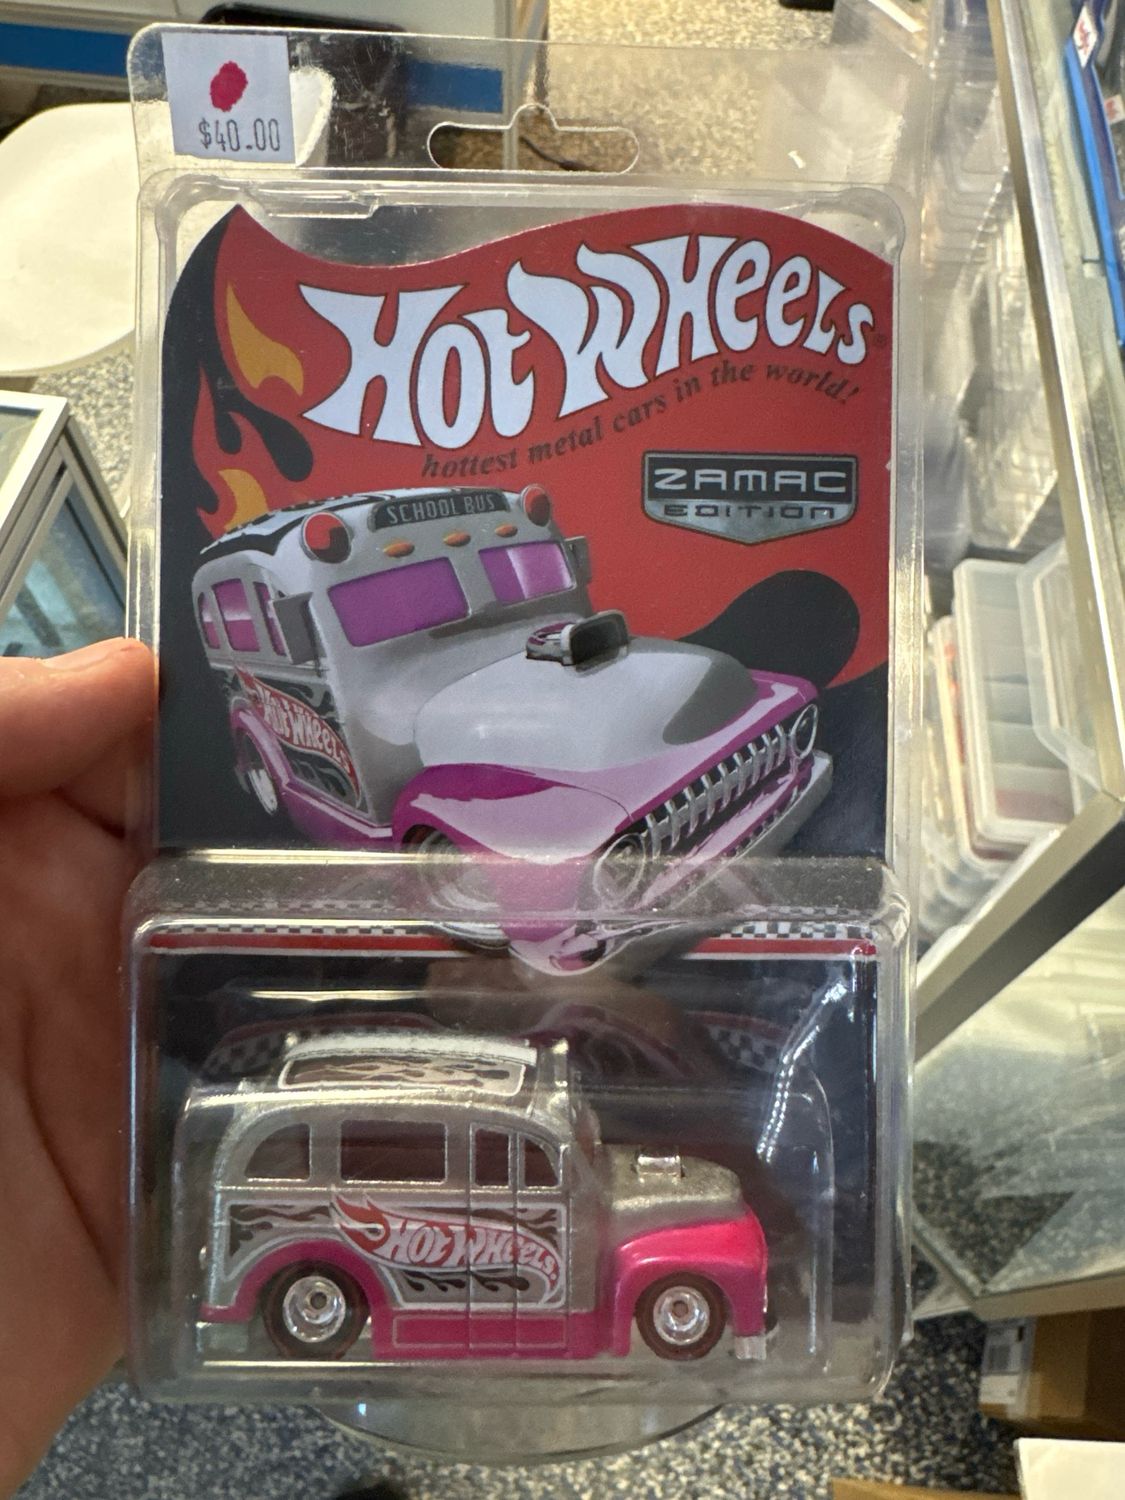 $40.00
HOT WHEELS
hottest metal cars in the world!
ZAMAC
EDITION
SCHOOL BUS
HOT WHEELS
HOT WHEELS